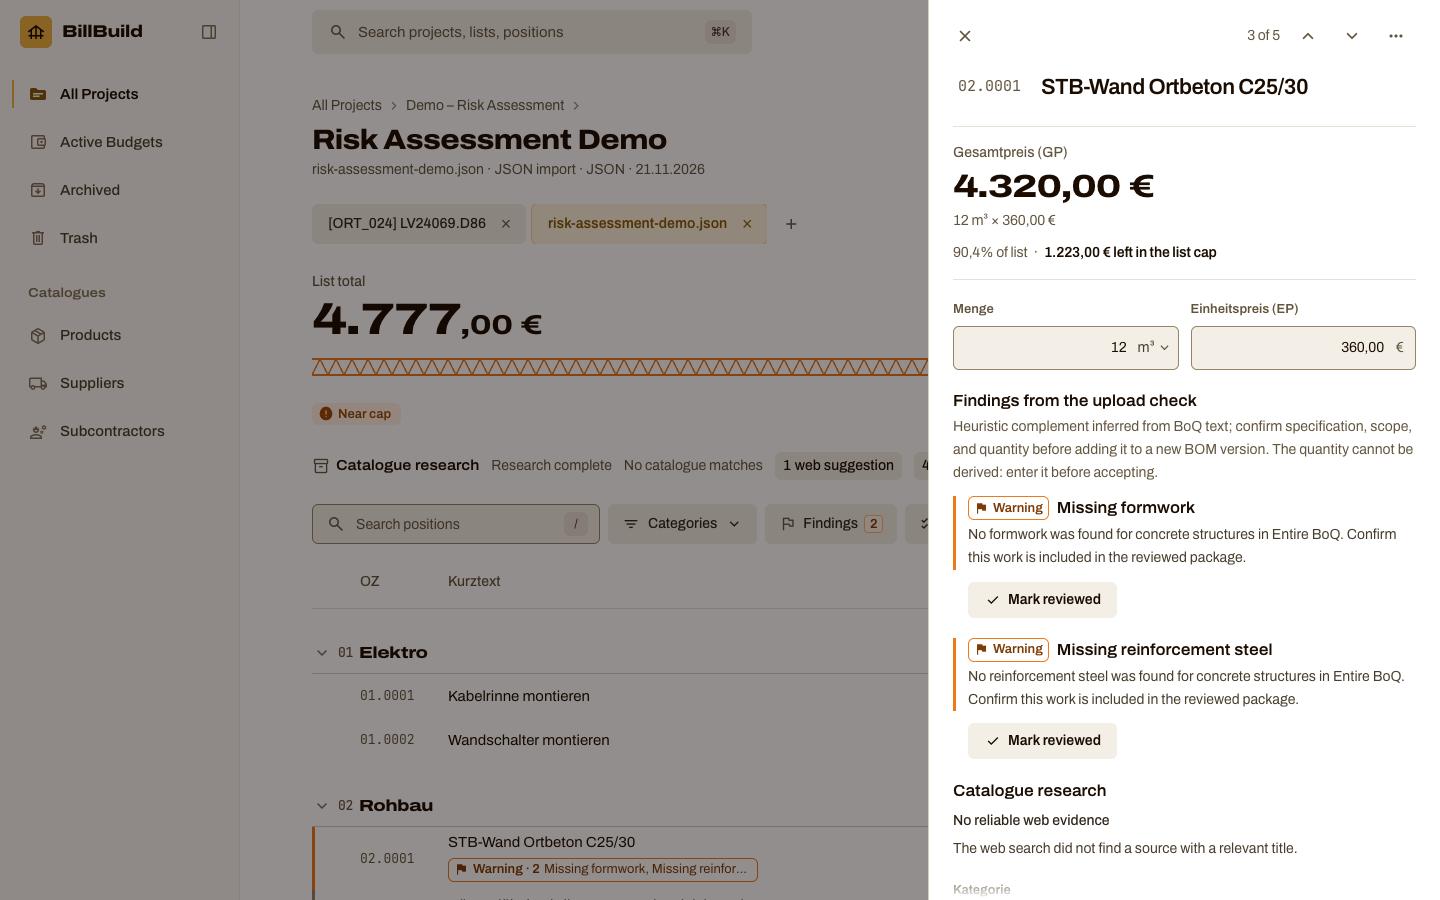 BillBuild
All Projects
Active Budgets
Archived
Trash
Catalogues
Products
Suppliers
Subcontractors
Search projects, lists, positions ⌘K
All Projects > Demo – Risk Assessment >
Risk Assessment Demo
risk-assessment-demo.json · JSON import · JSON · 21.11.2026
[ORT_024] LV24069.D86 ×
risk-assessment-demo.json × +
List total
4.777,00 €
Near cap
Catalogue research Research complete No catalogue matches 1 web suggestion 4
Search positions /
Categories
Findings 2
OZ Kurztext
01 Elektro
01.0001 Kabelrinne montieren
01.0002 Wandschalter montieren
02 Rohbau
02.0001 STB-Wand Ortbeton C25/30
Warning · 2 Missing formwork, Missing reinfor...
3 of 5
02.0001 STB-Wand Ortbeton C25/30
Gesamtpreis (GP)
4.320,00 €
12 m³ × 360,00 €
90,4% of list · 1.223,00 € left in the list cap
Menge Einheitspreis (EP)
12 m³ 360,00 €
Findings from the upload check
Heuristic complement inferred from BoQ text; confirm specification, scope,
and quantity before adding it to a new BOM version. The quantity cannot be
derived: enter it before accepting.
Warning Missing formwork
No formwork was found for concrete structures in Entire BoQ. Confirm
this work is included in the reviewed package.
Mark reviewed
Warning Missing reinforcement steel
No reinforcement steel was found for concrete structures in Entire BoQ.
Confirm this work is included in the reviewed package.
Mark reviewed
Catalogue research
No reliable web evidence
The web search did not find a source with a relevant title.
Kategorie